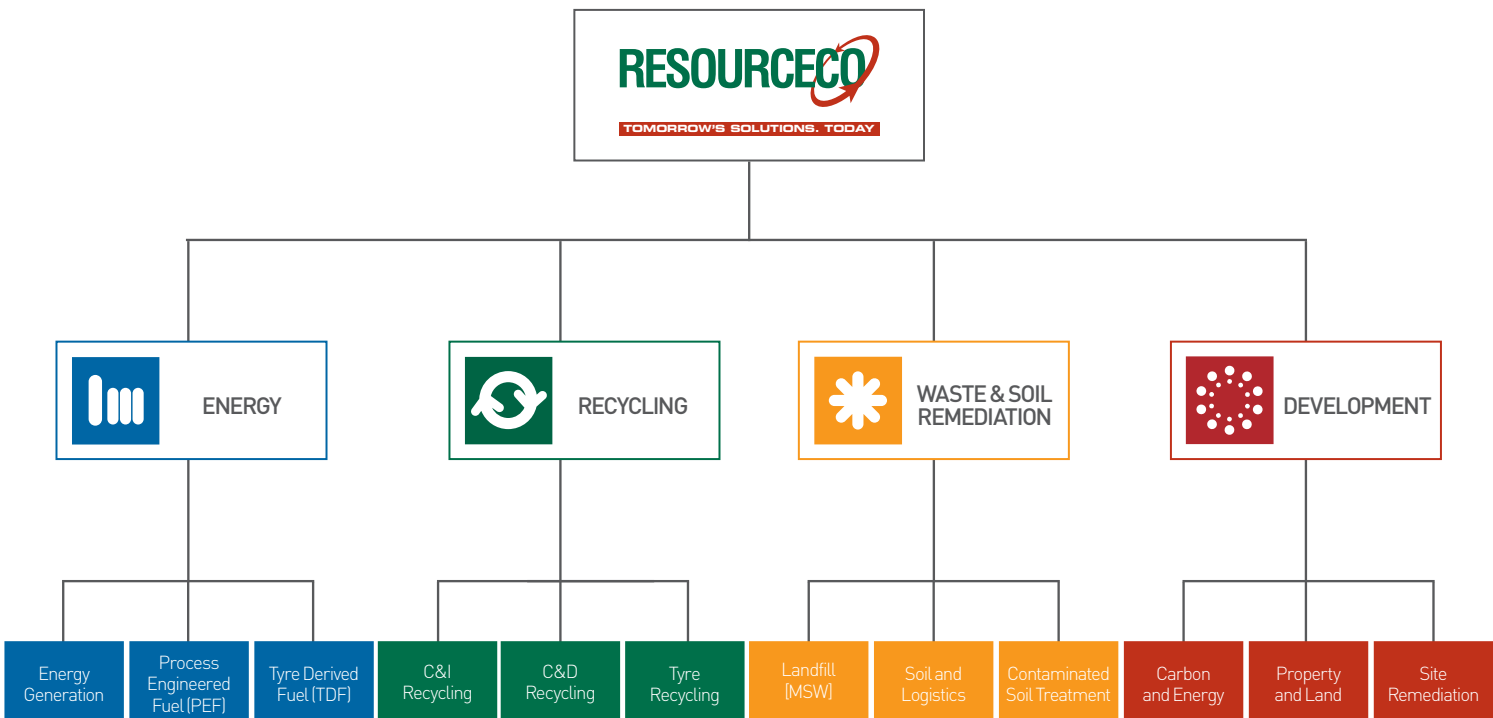 RESOURCECO
TOMORROW'S SOLUTIONS. TODAY
ENERGY
RECYCLING
WASTE & SOIL
REMEDIATION
DEVELOPMENT
Energy
Generation
Process
Engineered
Fuel (PEF)
Tyre Derived
Fuel (TDF)
C&I
Recycling
C&D
Recycling
Tyre
Recycling
Landfill
[MSW]
Soil and
Logistics
Contaminated
Soil Treatment
Carbon
and Energy
Property
and Land
Site
Remediation